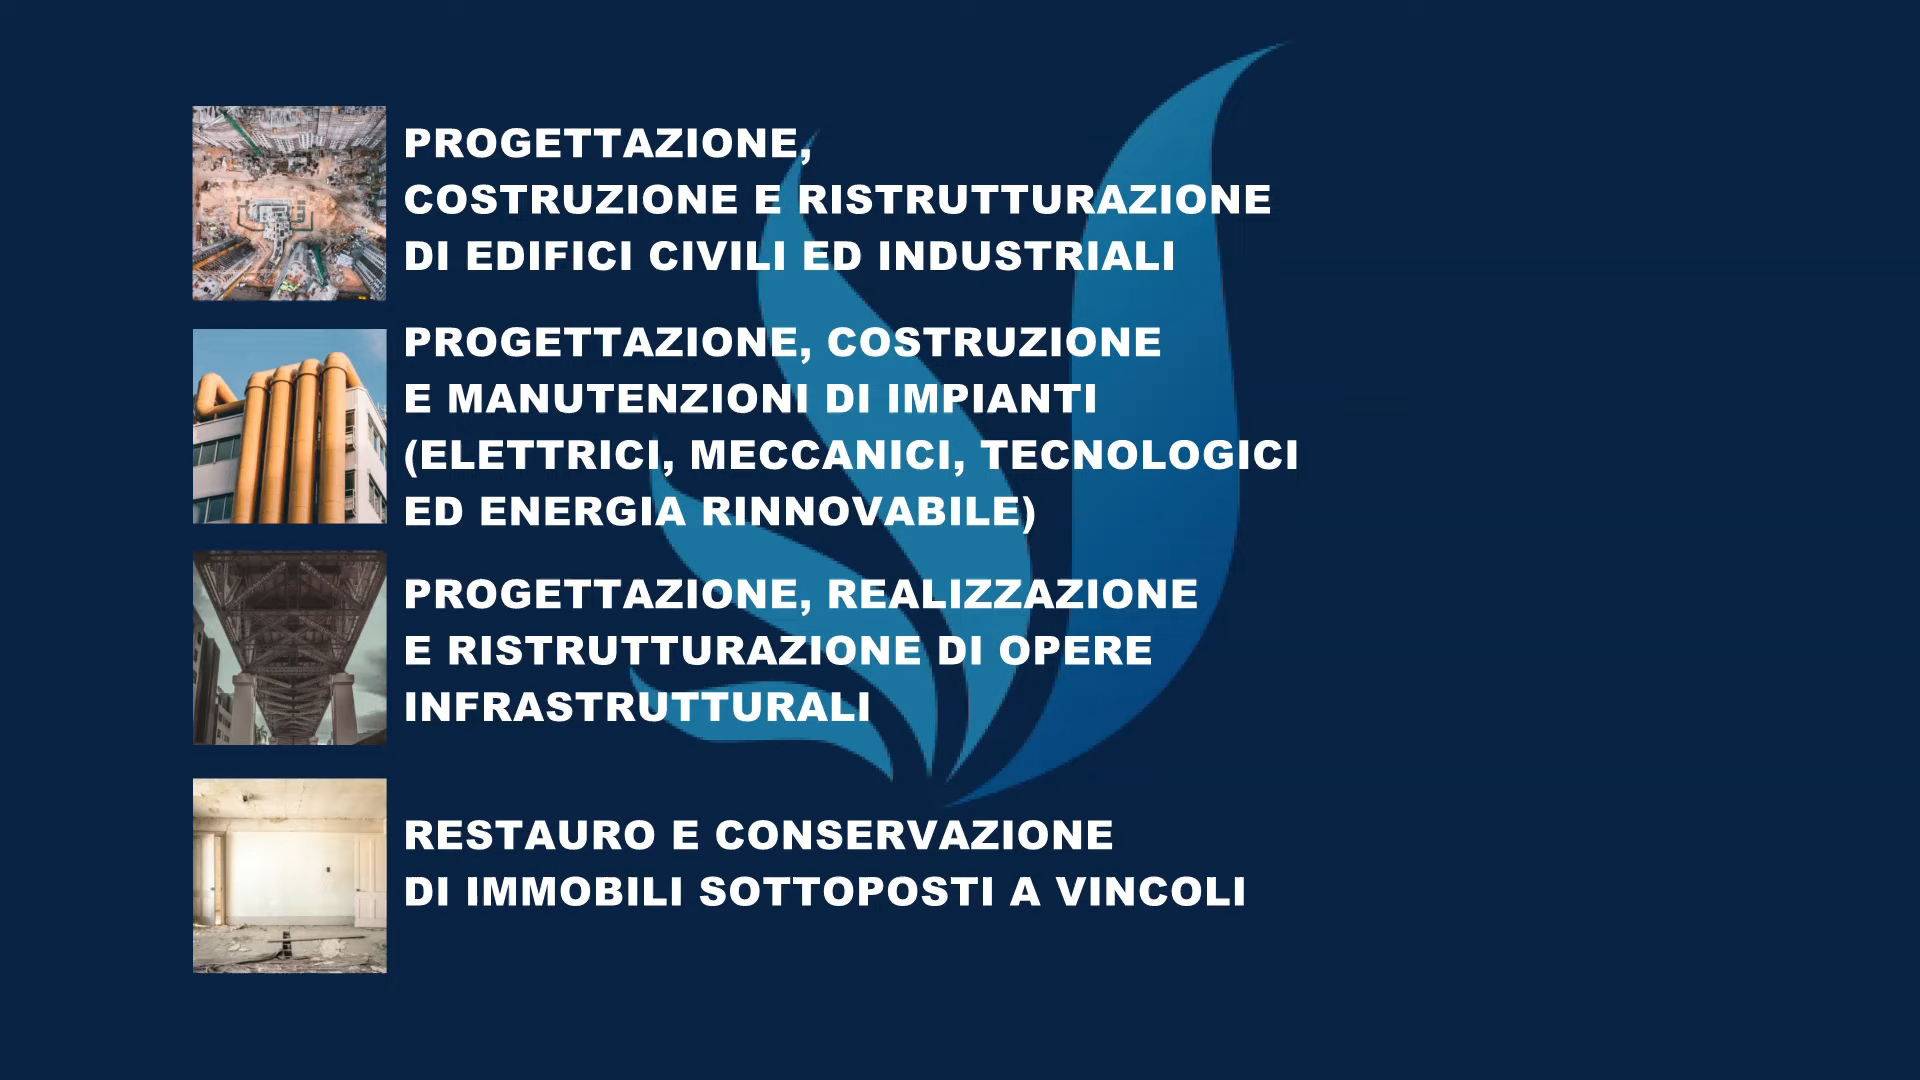 PROGETTAZIONE,
COSTRUZIONE E RISTRUTTURAZIONE
DI EDIFICI CIVILI ED INDUSTRIALI
PROGETTAZIONE, COSTRUZIONE
E MANUTENZIONI DI IMPIANTI
(ELETTRICI, MECCANICI, TECNOLOGICI
ED ENERGIA RINNOVABILE)
PROGETTAZIONE, REALIZZAZIONE
E RISTRUTTURAZIONE DI OPERE
INFRASTRUTTURALI
RESTAURO E CONSERVAZIONE
DI IMMOBILI SOTTOPOSTI A VINCOLI